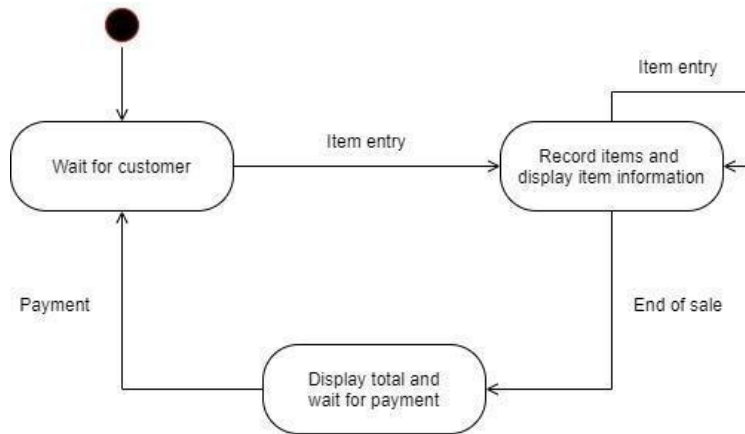 Item entry
Wait for customer
Item entry
Record items and
display item information
Payment
End of sale
Display total and
wait for payment